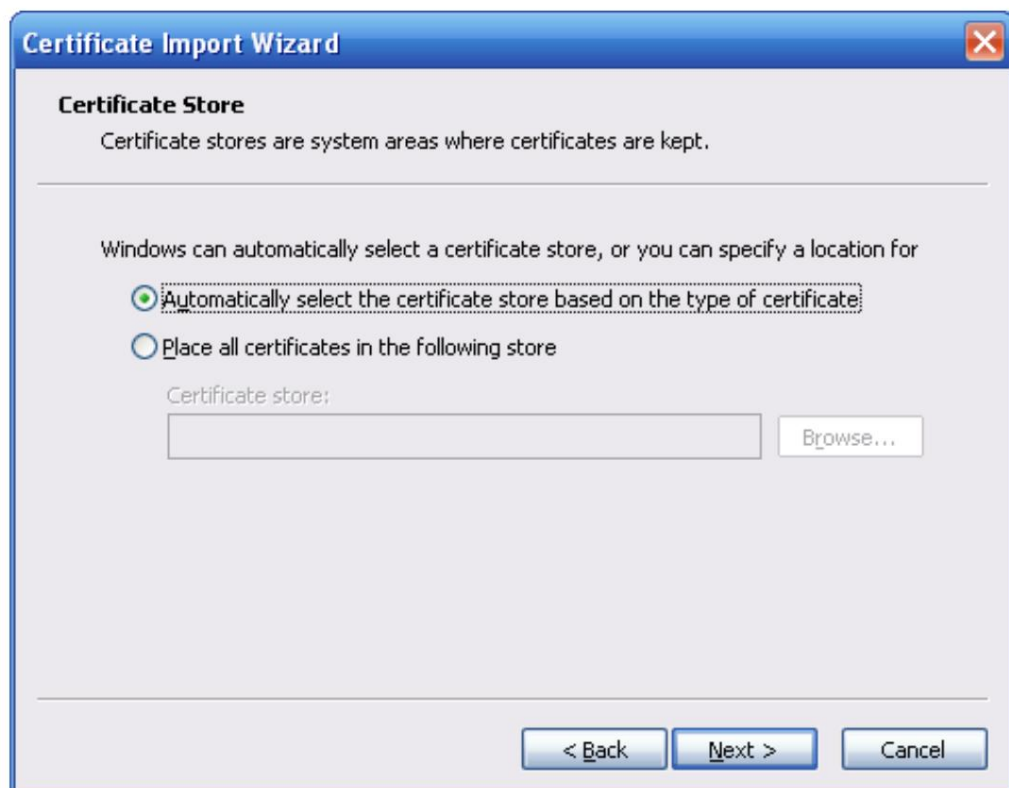 Certificate Import Wizard
Certificate Store
Certificate stores are system areas where certificates are kept.
Windows can automatically select a certificate store, or you can specify a location for
Automatically select the certificate store based on the type of certificate
Place all certificates in the following store
Certificate store:
Browse...
< Back Next > Cancel